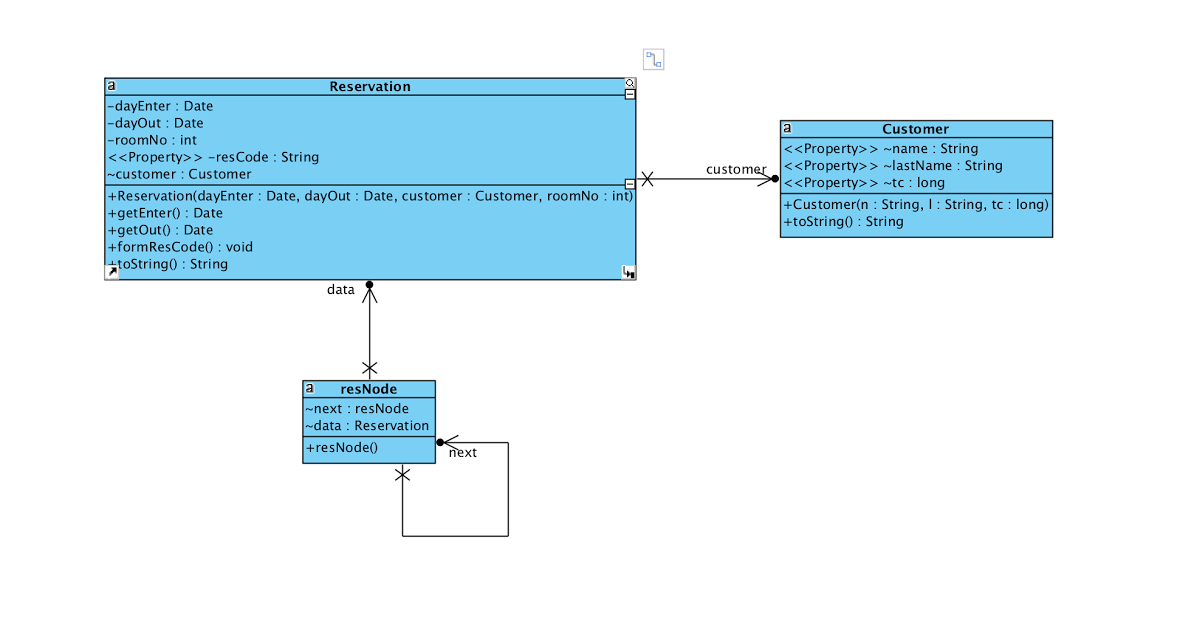 a
Reservation
-dayEnter : Date
-dayOut : Date
-roomNo : int
<<Property>> -resCode : String
~customer : Customer
+Reservation(dayEnter : Date, dayOut : Date, customer : Customer, roomNo : int)
+getEnter() : Date
+getOut() : Date
+formResCode() : void
+toString() : String
customer
a
Customer
<<Property>> ~name : String
<<Property>> ~lastName : String
<<Property>> ~tc : long
+Customer(n : String, l : String, tc : long)
+toString() : String
data
a
resNode
~next : resNode
~data : Reservation
+resNode()
next